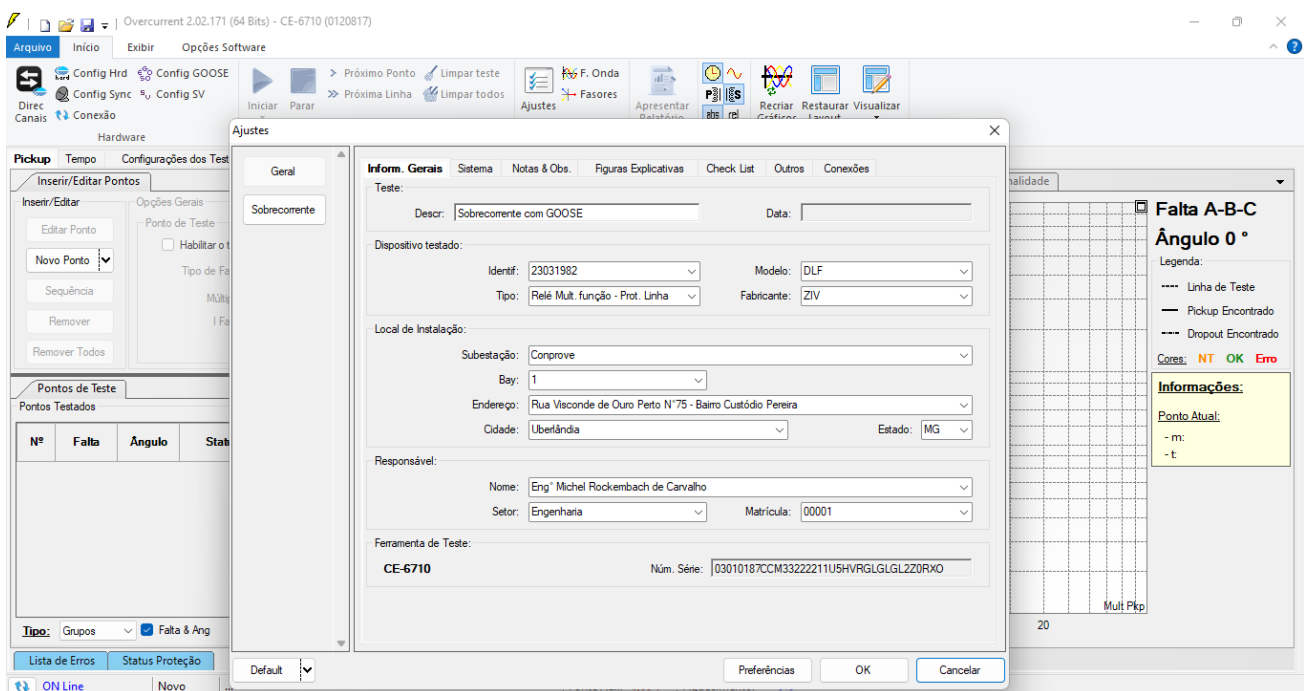 Overcurrent 2.02.171 (64 Bits) - CE-6710 (0120817)
Arquivo Início Exibir Opções Software
Config Hrd Config GOOSE
Config Sync Config SV
Direc Canais Conexão
Hardware
Iniciar Parar
Próximo Ponto Limpar teste
Próxima Linha Limpar todos
Ajustes
F. Onda
Fasores
Apresentar Relatório
abs rel
Recriar Gráficos Restaurar Layout Visualizar
Pickup Tempo Configurações dos Test
Inserir/Editar Pontos
Inserir/Editar
Editar Ponto
Novo Ponto
Sequência
Remover
Remover Todos
Opções Gerais
Ponto de Teste
Habilitar o t
Tipo de Fa
Múlti
I Fa
Pontos de Teste
Pontos Testados
Nº Falta Ângulo Stat
Tipo: Grupos Falta & Ang
Lista de Erros Status Proteção
ON Line Novo
Ajustes
Geral
Sobrecorrente
Inform. Gerais Sistema Notas & Obs. Figuras Explicativas Check List Outros Conexões
Teste:
Descr: Sobrecorrente com GOOSE Data:
Dispositivo testado:
Identif: 23031982 Modelo: DLF
Tipo: Relé Mult. função - Prot. Linha Fabricante: ZIV
Local de Instalação:
Subestação: Conprove
Bay: 1
Endereço: Rua Visconde de Ouro Perto N°75 - Bairro Custódio Pereira
Cidade: Uberlândia Estado: MG
Responsável:
Nome: Eng° Michel Rockembach de Carvalho
Setor: Engenharia Matrícula: 00001
Ferramenta de Teste:
CE-6710 Núm. Série: 03010187CCM33222211U5HVRGLGLGL2Z0RXO
Default Preferências OK Cancelar
nalidade
Mult Pkp
20
Falta A-B-C
Ângulo 0 °
Legenda:
Linha de Teste
Pickup Encontrado
Dropout Encontrado
Cores: NT OK Erro
Informações:
Ponto Atual:
- m:
- t: